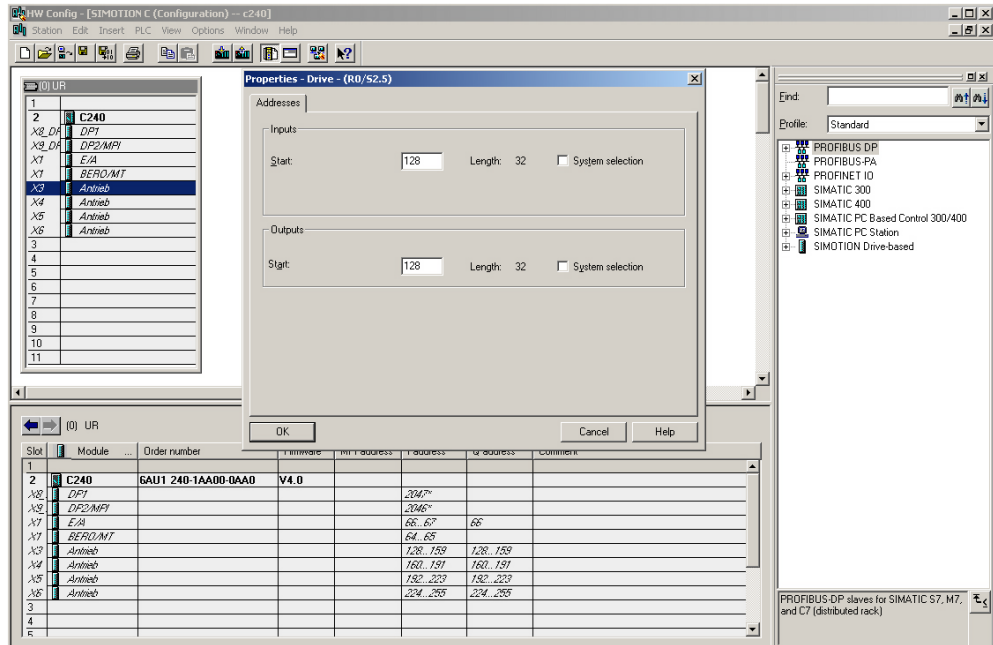 HW Config - [SIMOTION C (Configuration) -- c240]
Station Edit Insert PLC View Options Window Help
(0) UR
1
2 C240
X8_DP DP1
X9_DP DP2/MPI
X1 E/A
X1 BERO/MT
X3 Antrieb
X4 Antrieb
X5 Antrieb
X6 Antrieb
3
4
5
6
7
8
9
10
11
Properties - Drive - (R0/S2.5)
Addresses
Inputs
Start: 128 Length: 32 System selection
Outputs
Start: 128 Length: 32 System selection
OK Cancel Help
Find:
Profile: Standard
PROFIBUS DP
PROFIBUS-PA
PROFINET IO
SIMATIC 300
SIMATIC 400
SIMATIC PC Based Control 300/400
SIMATIC PC Station
SIMOTION Drive-based
(0) UR
Slot Module ... Order number Firmware MPI address I address Q address Comment
1
2 C240 6AU1 240-1AA00-0AA0 V4.0
X8 DP1 2047*
X9 DP2/MPI 2046*
X1 E/A 66...67 66
X1 BERO/MT 64...65
X3 Antrieb 128...159 128...159
X4 Antrieb 160...191 160...191
X5 Antrieb 192...223 192...223
X6 Antrieb 224...255 224...255
3
4
5
PROFIBUS-DP slaves for SIMATIC S7, M7,
and C7 (distributed rack)